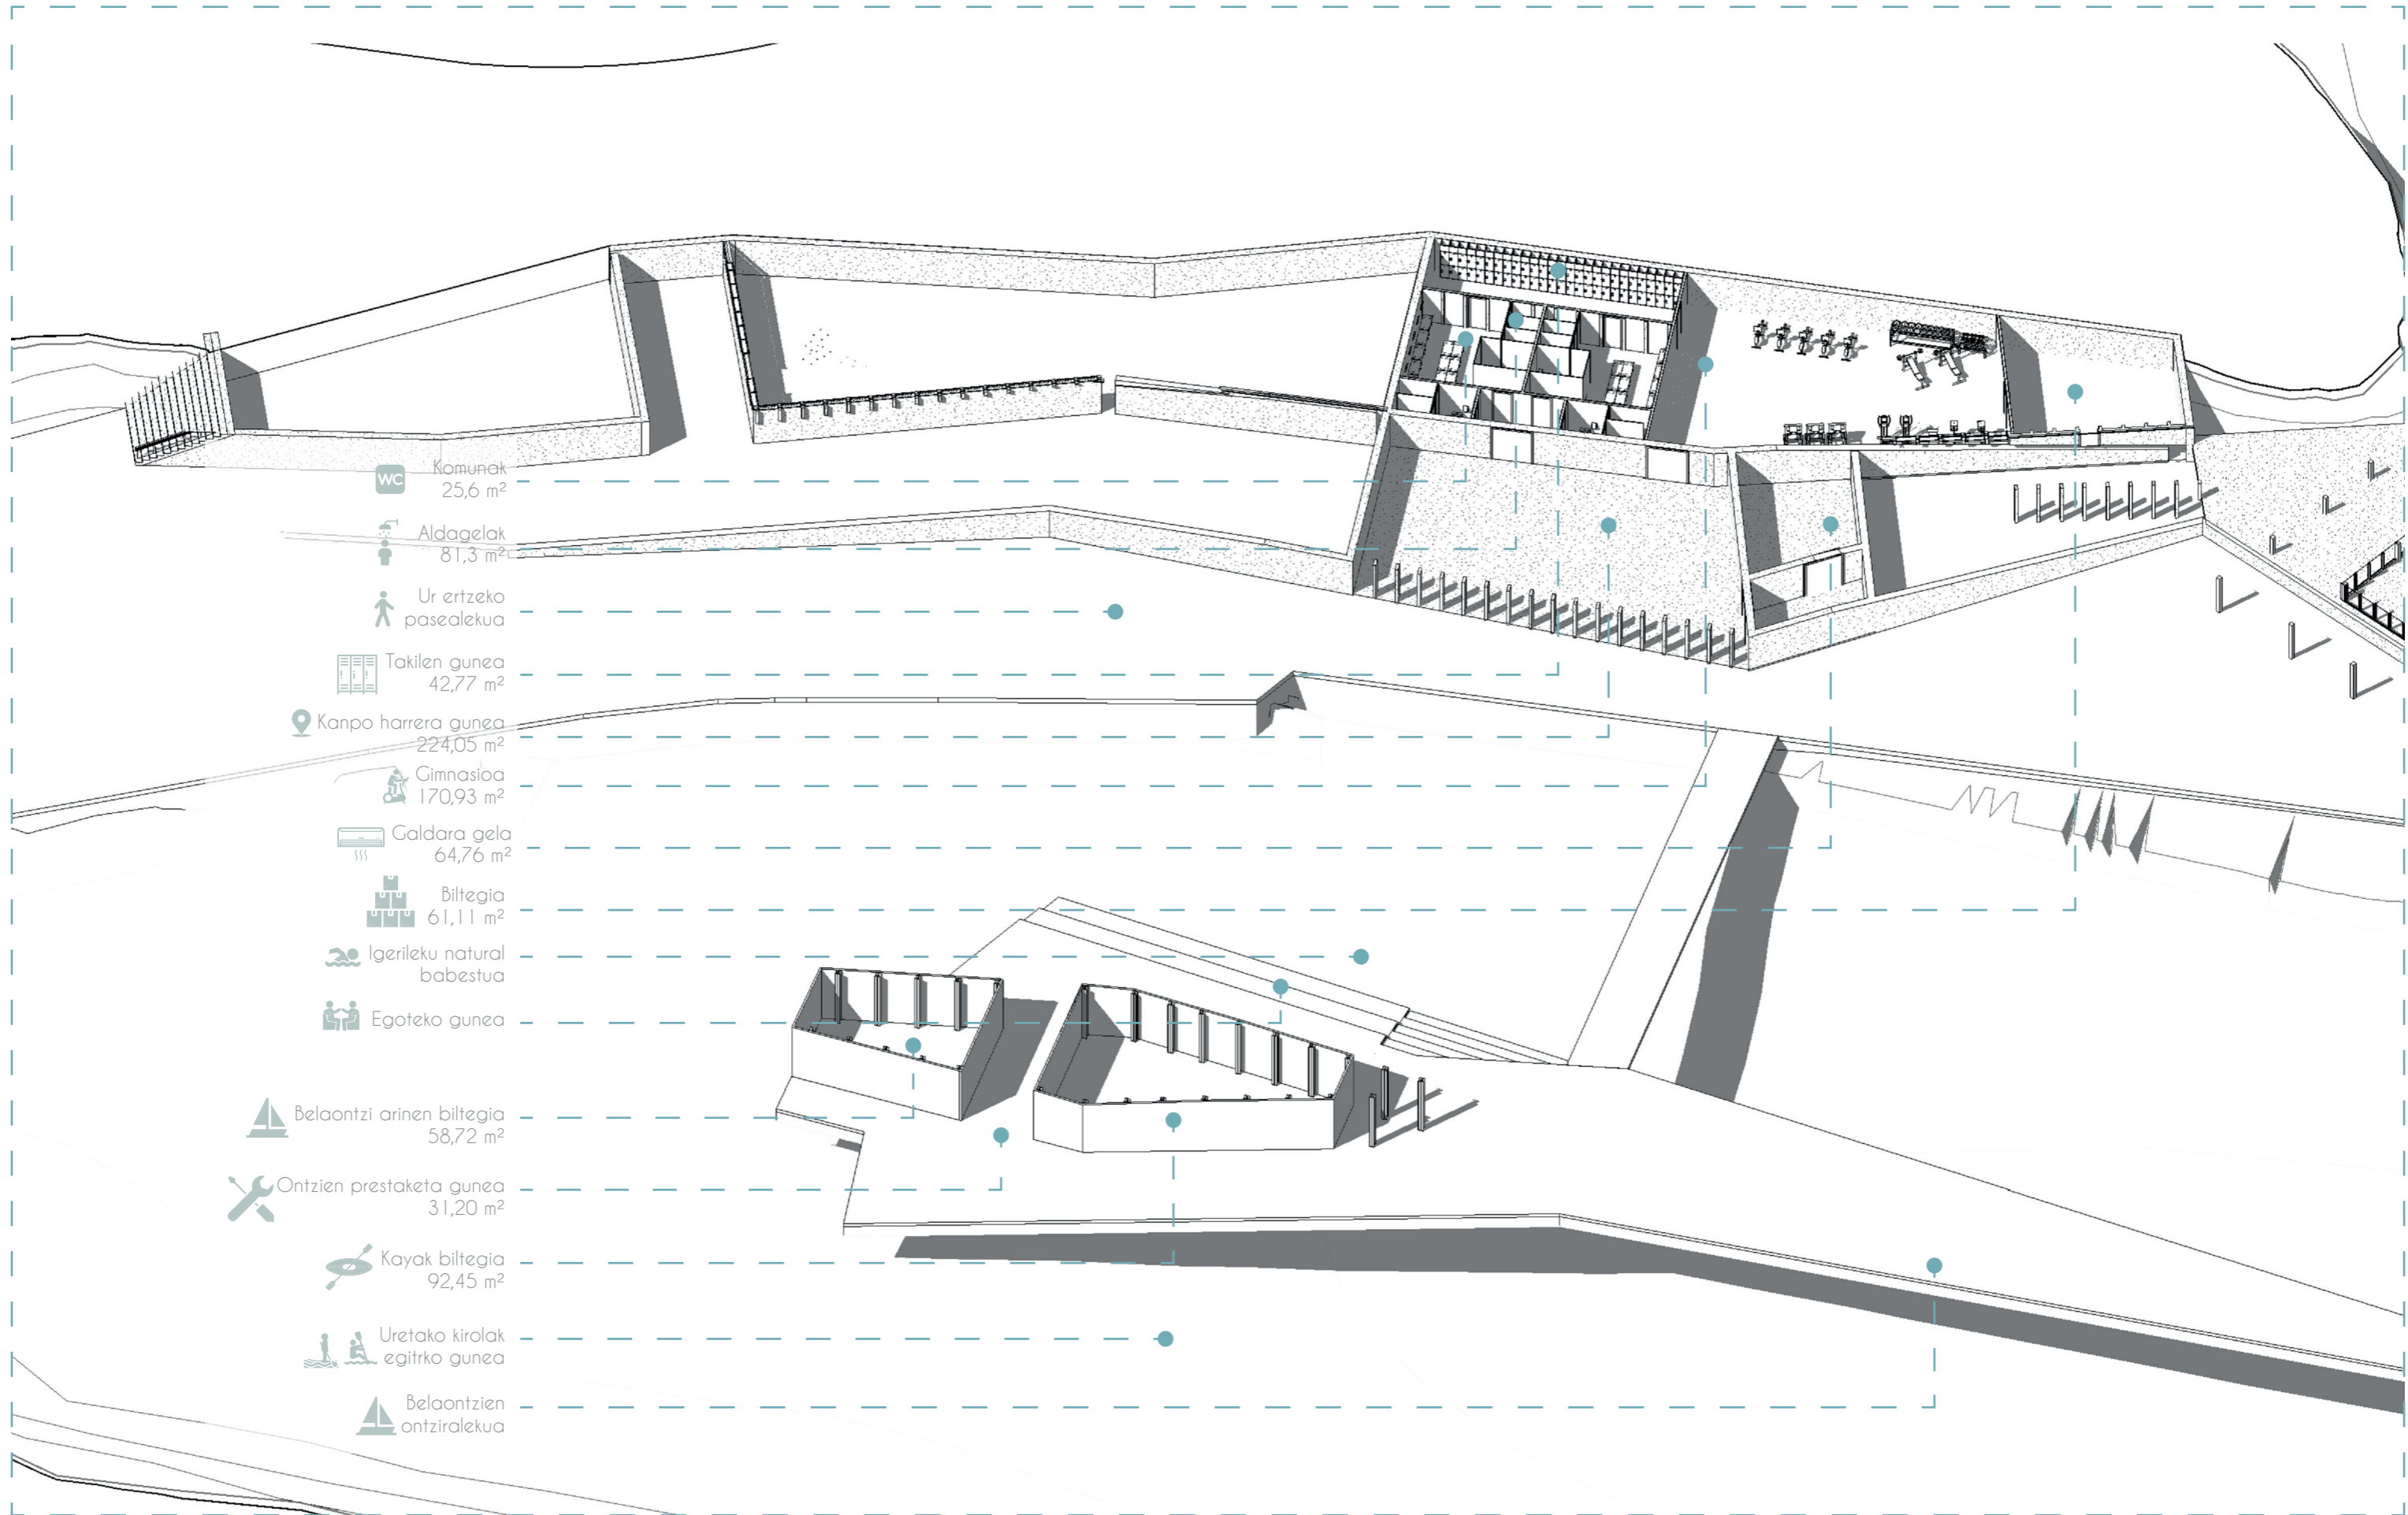 WC
Komunak
25,6 m²
Aldagelak
81,3 m²
Ur ertzeko
pasealekua
Takilen gunea
42,77 m²
Kanpo harrera gunea
224,05 m²
Gimnasioa
170,93 m²
Galdara gela
64,76 m²
Biltegia
61,11 m²
Igerileku natural
babestua
Egoteko gunea
Belaontzi arinen biltegia
58,72 m²
Ontzien prestaketa gunea
31,20 m²
Kayak biltegia
92,45 m²
Uretako kirolak
egitrko gunea
Belaontzien
ontziralekua